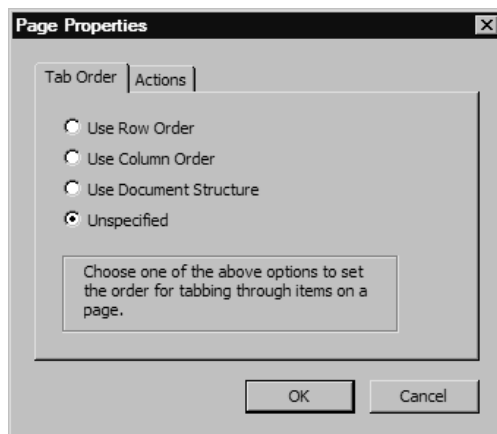 Page Properties
Tab Order
Actions
Use Row Order
Use Column Order
Use Document Structure
Unspecified
Choose one of the above options to set
the order for tabbing through items on a
page.
OK
Cancel